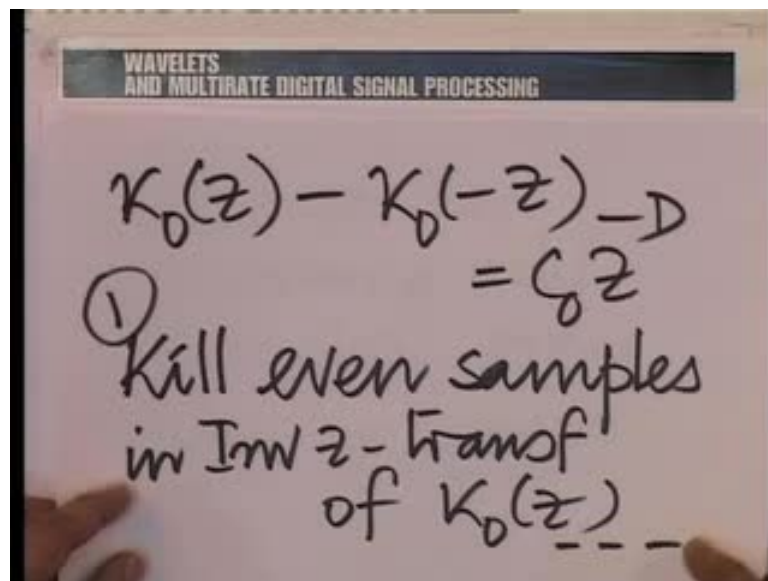 WAVELETS
AND MULTIRATE DIGITAL SIGNAL PROCESSING
K₀(Z) − K₀(−Z)
= C₀ Z^{−D}
① Kill even samples
in Inv z-transf
of K₀(z) ---